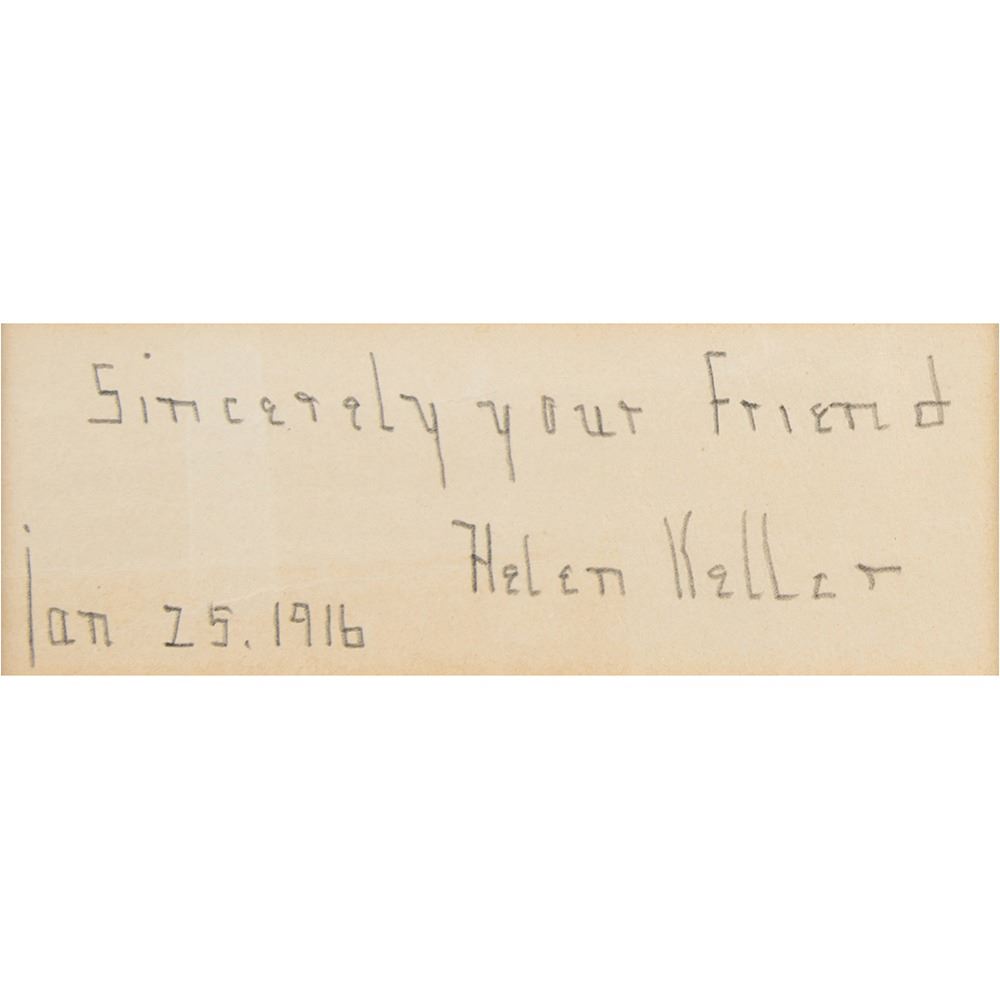 Sincerely your Friend
Helen Keller
jan 25. 1916